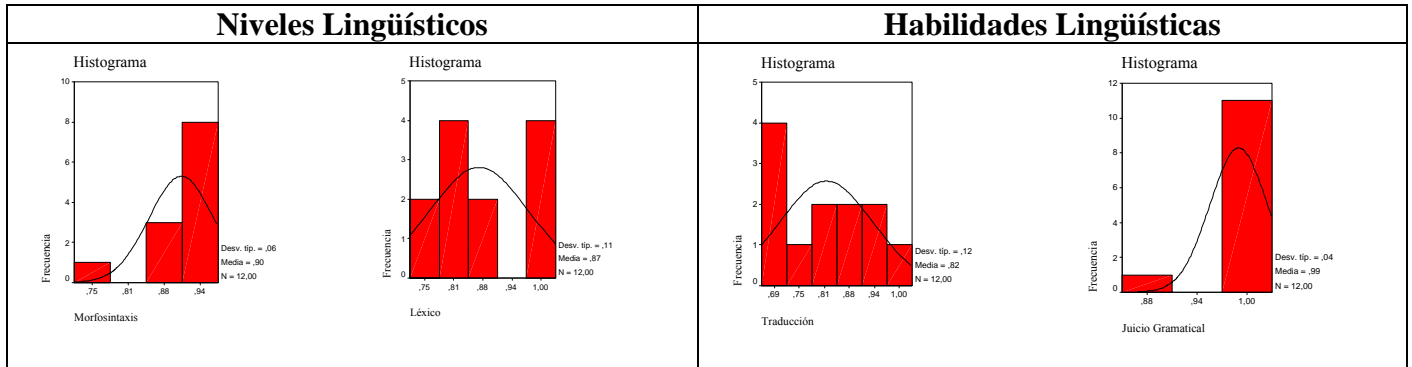 Niveles Lingüísticos
Habilidades Lingüísticas
Histograma
10
8
6
4
2
0
Frecuencia
,75 ,81 ,88 ,94
Desv. típ. = ,06
Media = ,90
N = 12,00
Morfosintaxis
Histograma
5
4
3
2
1
0
Frecuencia
,75 ,81 ,88 ,94 1,00
Desv. típ. = ,11
Media = ,87
N = 12,00
Léxico
Histograma
5
4
3
2
1
0
Frecuencia
,69 ,75 ,81 ,88 ,94 1,00
Desv. típ. = ,12
Media = ,82
N = 12,00
Traducción
Histograma
12
10
8
6
4
2
0
Frecuencia
,88 ,94 1,00
Desv. típ. = ,04
Media = ,99
N = 12,00
Juicio Gramatical